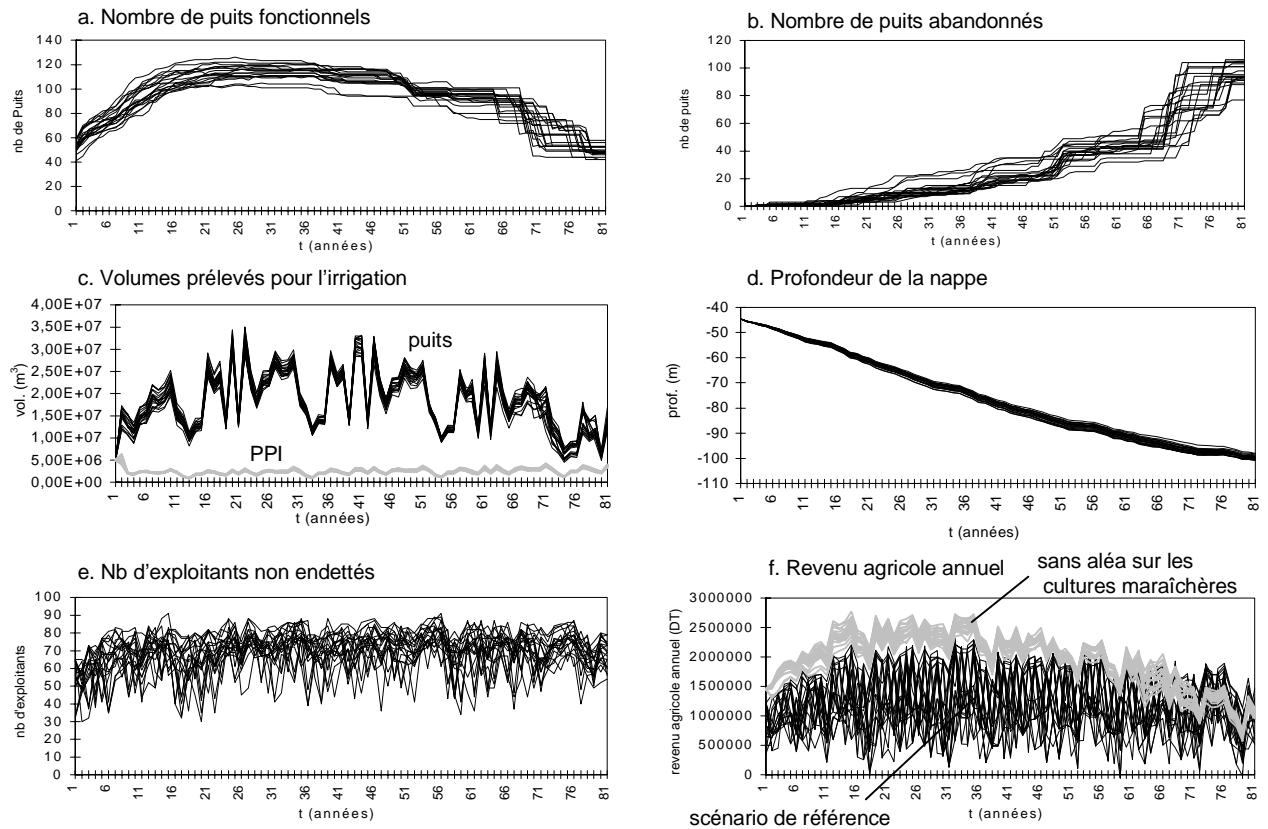 a. Nombre de puits fonctionnels
nb de Puits
140
120
100
80
60
40
20
0
1 6 11 16 21 26 31 36 41 46 51 56 61 66 71 76 81
t (années)
b. Nombre de puits abandonnés
nb de puits
120
100
80
60
40
20
0
1 6 11 16 21 26 31 36 41 46 51 56 61 66 71 76 81
t (années)
c. Volumes prélevés pour l'irrigation
vol. (m³)
4,00E+07
3,50E+07
3,00E+07
2,50E+07
2,00E+07
1,50E+07
1,00E+07
5,00E+06
0,00E+00
puits
PPI
1 6 11 16 21 26 31 36 41 46 51 56 61 66 71 76 81
t (années)
d. Profondeur de la nappe
prof. (m)
-40
-50
-60
-70
-80
-90
-100
-110
1 6 11 16 21 26 31 36 41 46 51 56 61 66 71 76 81
t (années)
e. Nb d'exploitants non endettés
nb d'exploitants
100
90
80
70
60
50
40
30
20
10
0
1 6 11 16 21 26 31 36 41 46 51 56 61 66 71 76 81
t (années)
f. Revenu agricole annuel
sans aléa sur les
cultures maraîchères
revenu agricole annuel (DT)
3000000
2500000
2000000
1500000
1000000
500000
0
1 6 11 16 21 26 31 36 41 46 51 56 61 66 71 76 81
t (années)
scénario de référence